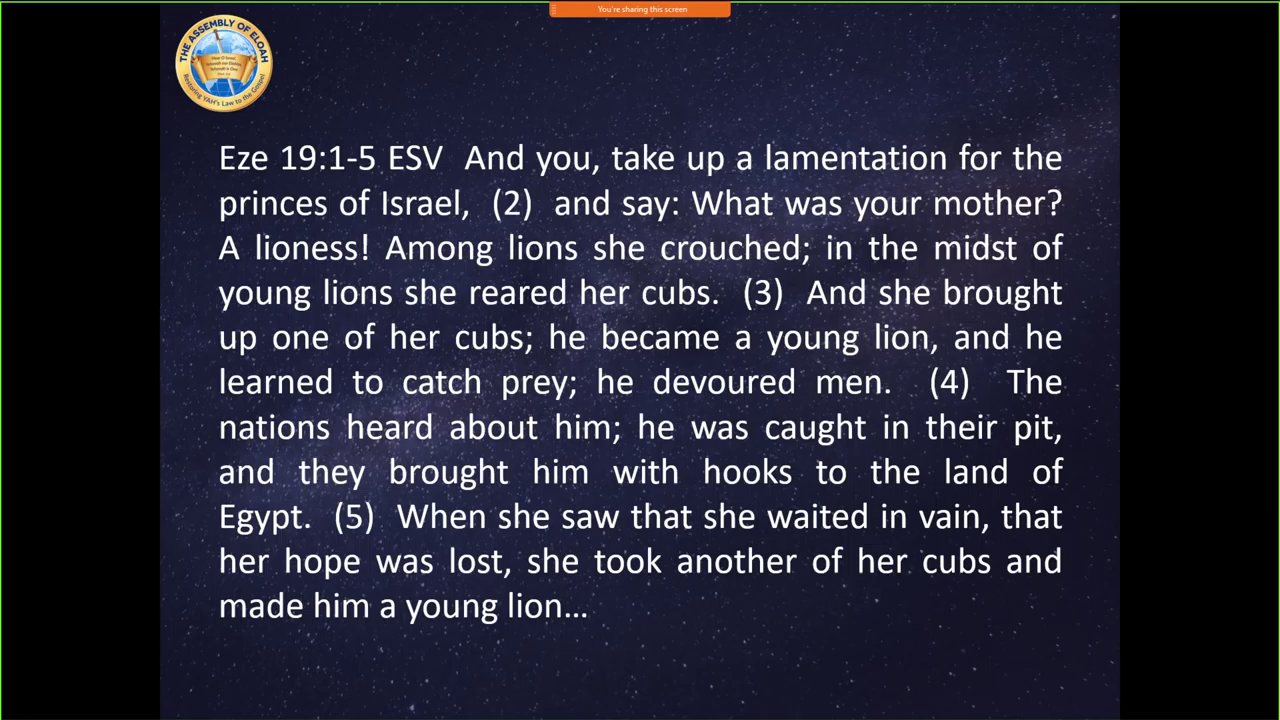 You're sharing this screen
THE ASSEMBLY OF ELOAH
Restoring YAH's Law to the Gospel
Eze 19:1-5 ESV And you, take up a lamentation for the
princes of Israel, (2) and say: What was your mother?
A lioness! Among lions she crouched; in the midst of
young lions she reared her cubs. (3) And she brought
up one of her cubs; he became a young lion, and he
learned to catch prey; he devoured men. (4) The
nations heard about him; he was caught in their pit,
and they brought him with hooks to the land of
Egypt. (5) When she saw that she waited in vain, that
her hope was lost, she took another of her cubs and
made him a young lion...